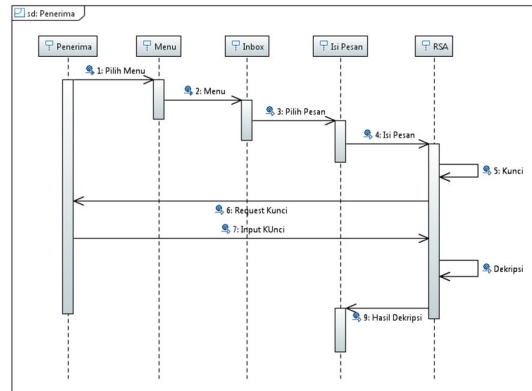 sd: Penerima
Penerima
Menu
Inbox
Isi Pesan
RSA
1: Pilih Menu
2: Menu
3: Pilih Pesan
4: Isi Pesan
5: Kunci
6: Request Kunci
7: Input KUnci
Dekripsi
9: Hasil Dekripsi